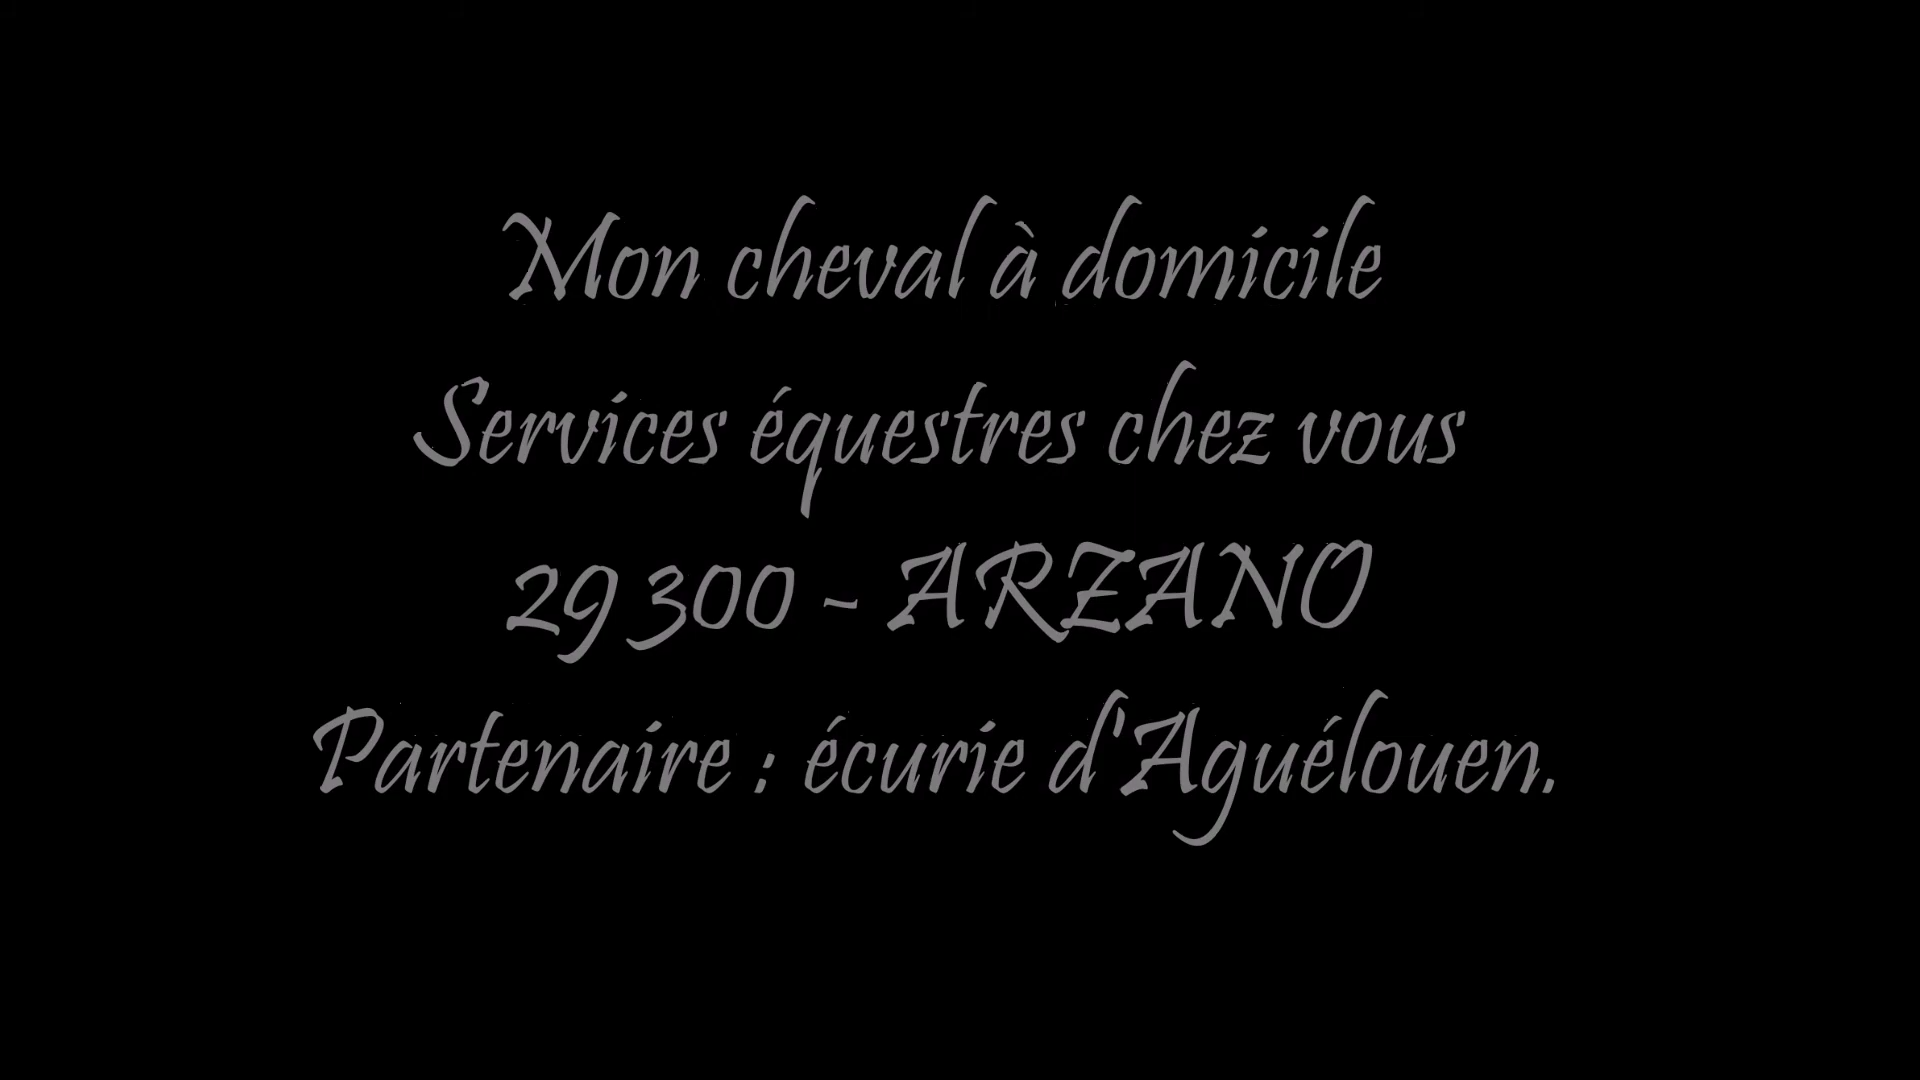 Mon cheval à domicile
Services équestres chez vous
29 300 - ARZANO
Partenaire : écurie d'Aguélouen.